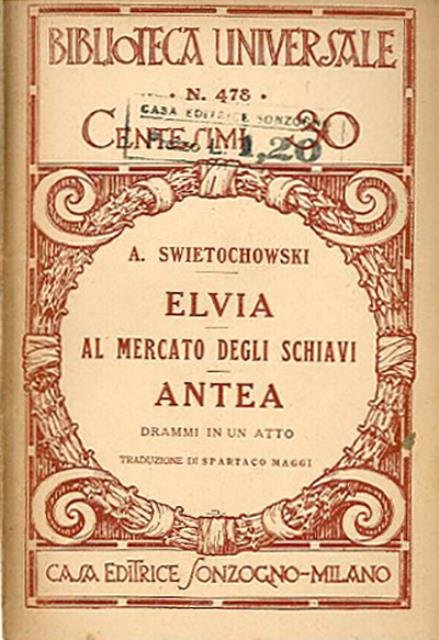 BIBLIOTECA UNIVERSALE
• N. 478 •
CASA EDITRICE SONZOGNO
CENTESIMI 30
1,20
A. SWIETOCHOWSKI
ELVIA
AL MERCATO DEGLI SCHIAVI
ANTEA
DRAMMI IN UN ATTO
TRADUZIONE DI SPARTACO MAGGI
CASA EDITRICE SONZOGNO-MILANO